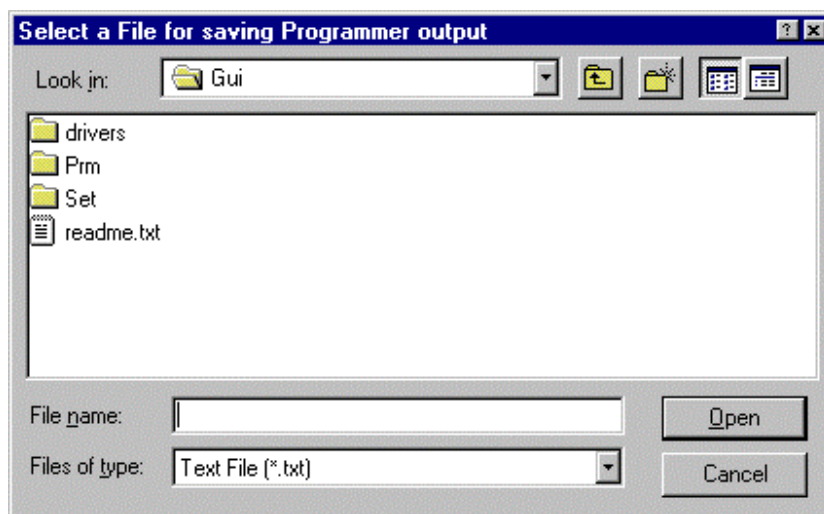 Select a File for saving Programmer output
Look in: Gui
drivers
Prm
Set
readme.txt
File name: Open
Files of type: Text File (*.txt) Cancel